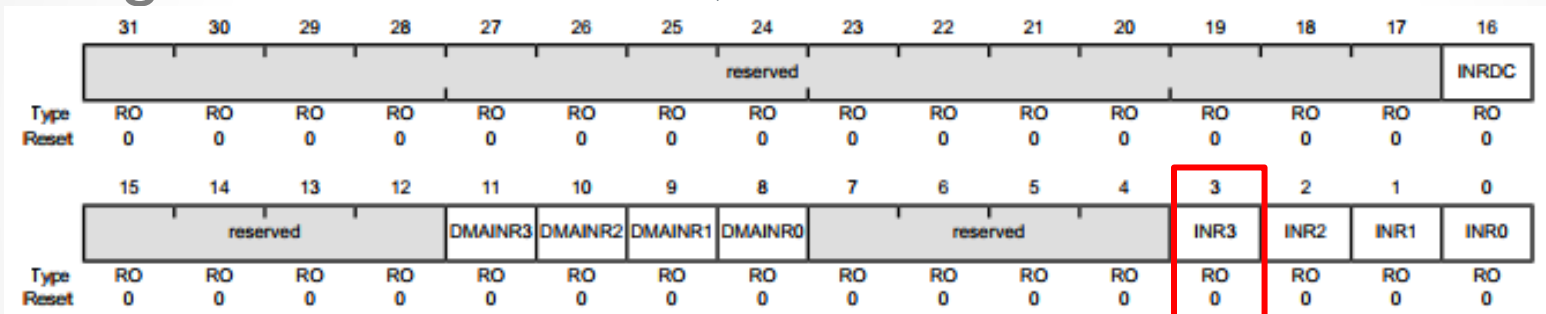 31 30 29 28 27 26 25 24 23 22 21 20 19 18 17 16
reserved INRDC
Type RO RO RO RO RO RO RO RO RO RO RO RO RO RO RO RO
Reset 0 0 0 0 0 0 0 0 0 0 0 0 0 0 0 0
15 14 13 12 11 10 9 8 7 6 5 4 3 2 1 0
reserved DMAINR3 DMAINR2 DMAINR1 DMAINR0 reserved INR3 INR2 INR1 INR0
Type RO RO RO RO RO RO RO RO RO RO RO RO RO RO RO RO
Reset 0 0 0 0 0 0 0 0 0 0 0 0 0 0 0 0